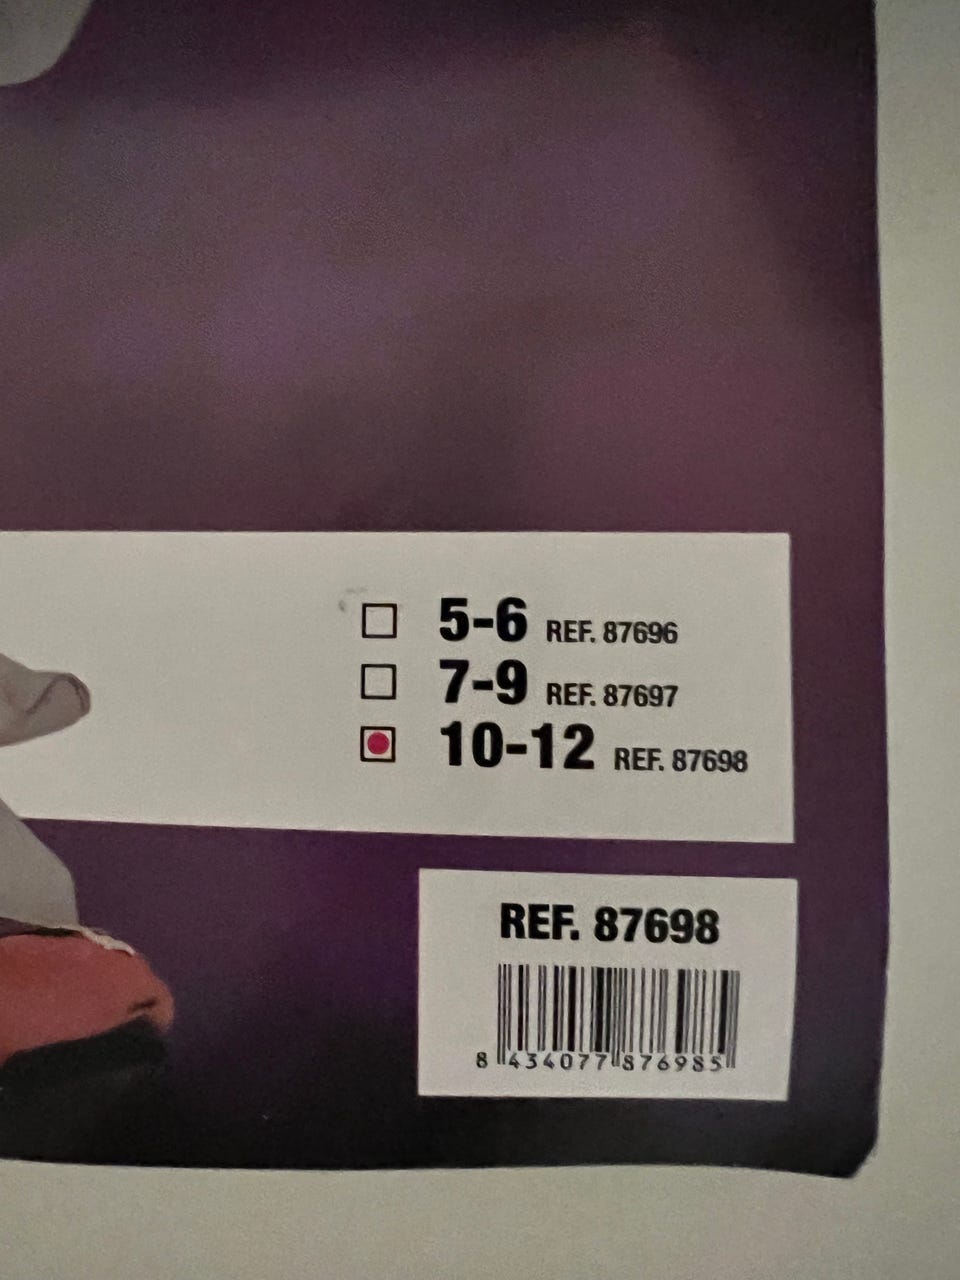 5-6 REF. 87696
7-9 REF. 87697
10-12 REF. 87698
REF. 87698
8 434077 876985